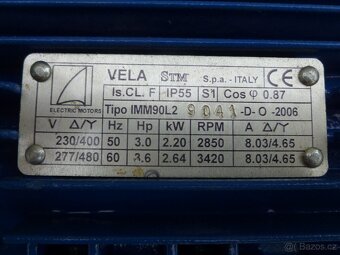 VELA STM S.p.a. - ITALY CE
Is.CL. F IP55 S1 Cos φ 0.87
ELECTRIC MOTORS Tipo IMM90L2 9041 -D-O-2006
V Δ/Y Hz Hp kW RPM A Δ/Y
230/400 50 3.0 2.20 2850 8.03/4.65
277/480 60 3.6 2.64 3420 8.03/4.65
Bazoš.cz